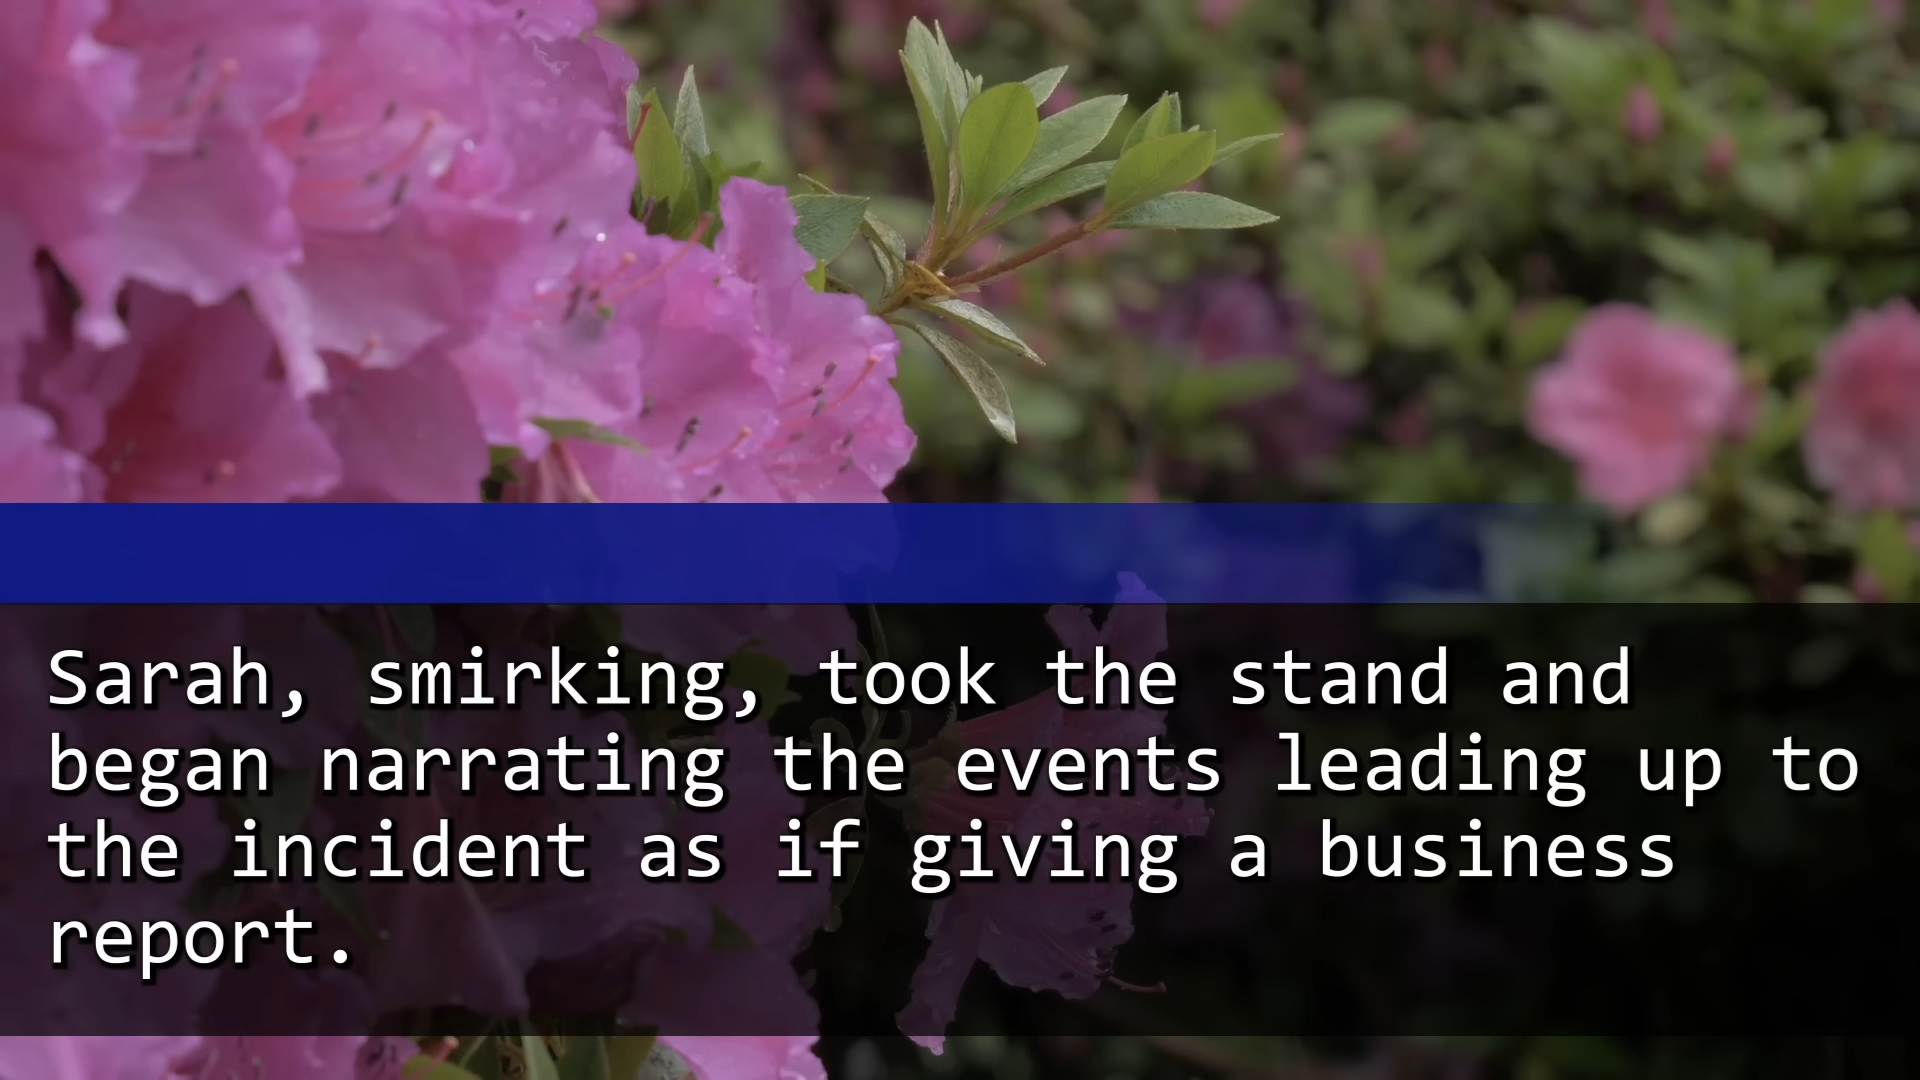 Sarah, smirking, took the stand and
began narrating the events leading up to
the incident as if giving a business
report.